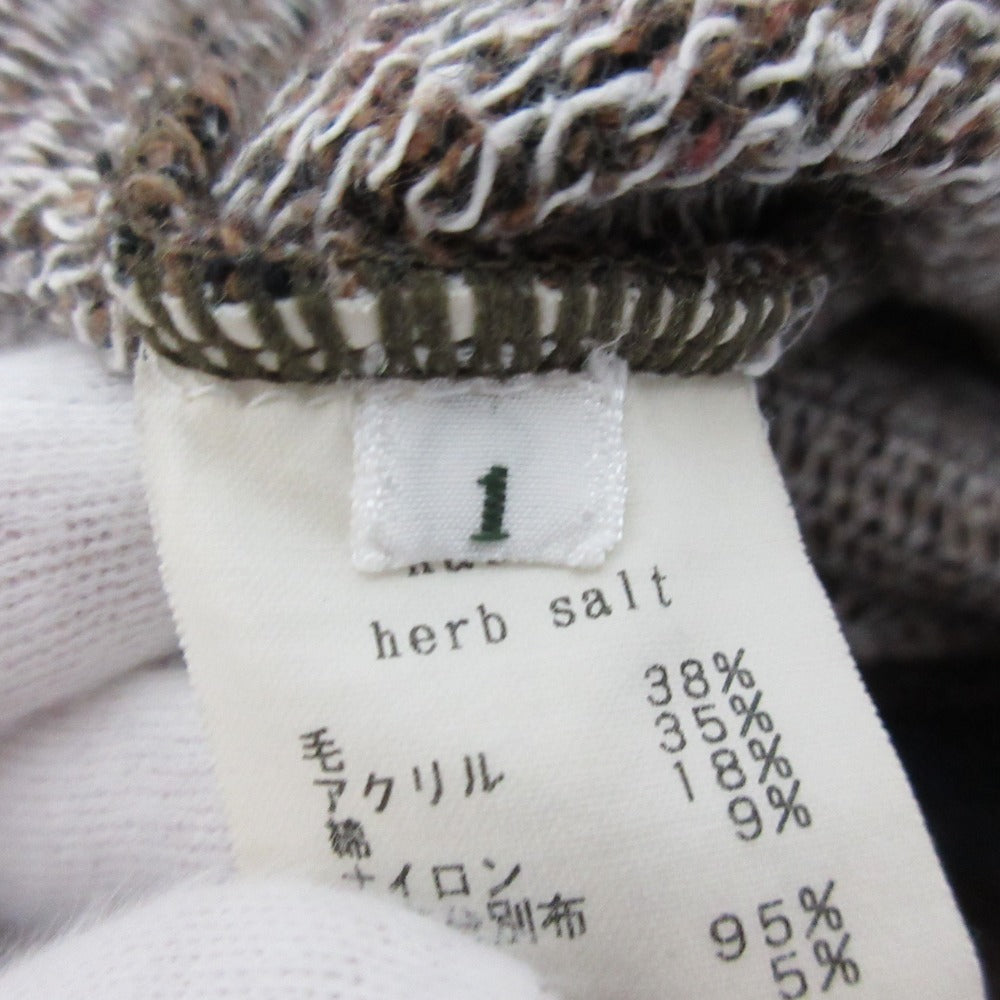 1
herb salt
毛 38%
アクリル 35%
綿 18%
ナイロン 9%
別布 95%
5%